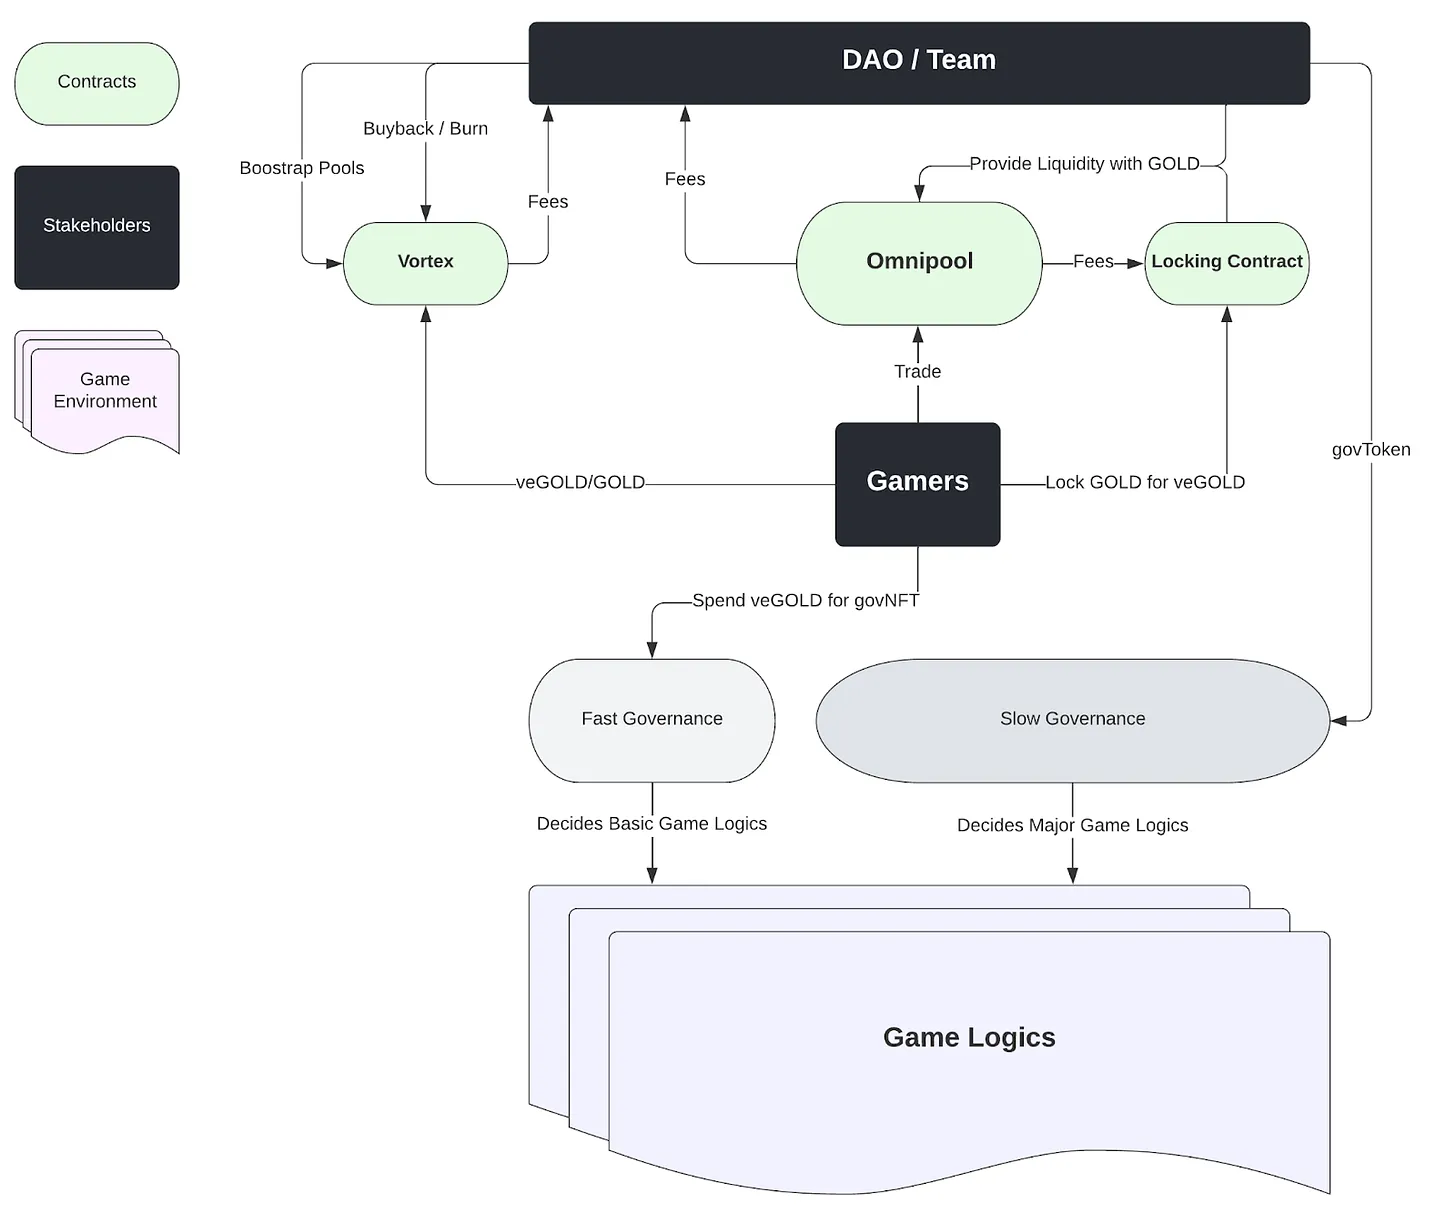 Contracts
Stakeholders
Game
Environment
DAO / Team
Buyback / Burn
Boostrap Pools
Fees
Fees
Provide Liquidity with GOLD
Vortex
Omnipool
Fees
Locking Contract
Trade
govToken
veGOLD/GOLD
Gamers
Lock GOLD for veGOLD
Spend veGOLD for govNFT
Fast Governance
Slow Governance
Decides Basic Game Logics
Decides Major Game Logics
Game Logics